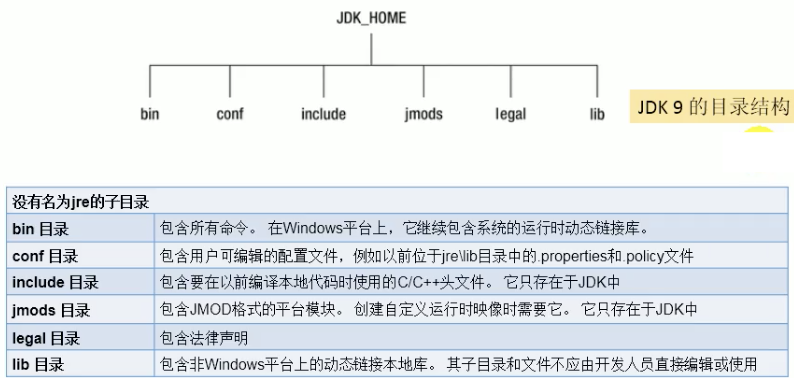 JDK_HOME
bin conf include jmods legal lib
JDK 9 的目录结构
没有名为jre的子目录
bin 目录 包含所有命令。 在Windows平台上，它继续包含系统的运行时动态链接库。
conf 目录 包含用户可编辑的配置文件，例如以前位于jre\lib目录中的.properties和.policy文件
include 目录 包含要在以前编译本地代码时使用的C/C++头文件。 它只存在于JDK中
jmods 目录 包含JMOD格式的平台模块。 创建自定义运行时映像时需要它。 它只存在于JDK中
legal 目录 包含法律声明
lib 目录 包含非Windows平台上的动态链接本地库。 其子目录和文件不应由开发人员直接编辑或使用